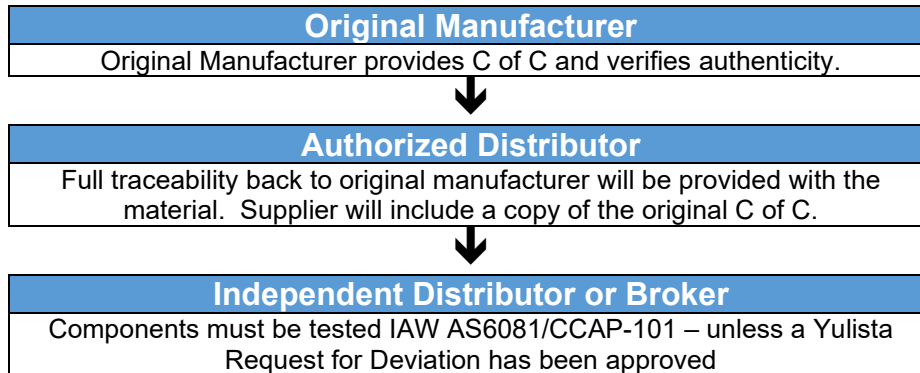 Original Manufacturer
Original Manufacturer provides C of C and verifies authenticity.
Authorized Distributor
Full traceability back to original manufacturer will be provided with the
material.  Supplier will include a copy of the original C of C.
Independent Distributor or Broker
Components must be tested IAW AS6081/CCAP-101 – unless a Yulista
Request for Deviation has been approved